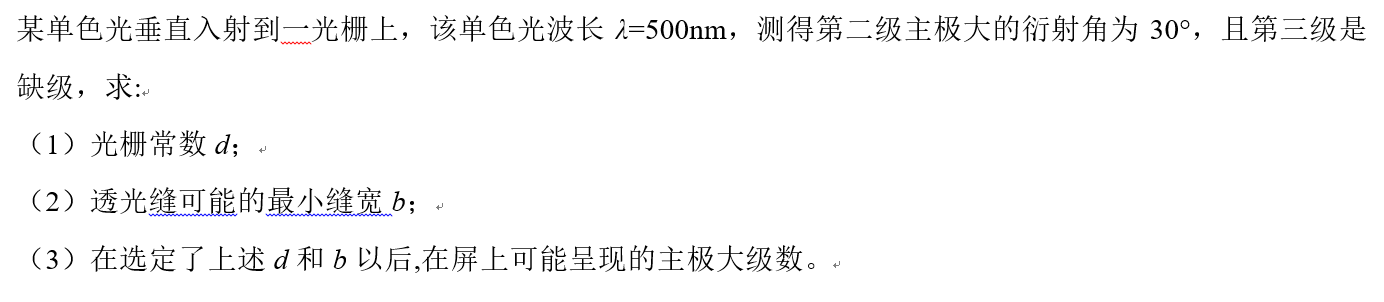 某单色光垂直入射到一光栅上，该单色光波长 λ=500nm，测得第二级主极大的衍射角为 30°，且第三级是
缺级，求:
（1）光栅常数 d；
（2）透光缝可能的最小缝宽 b；
（3）在选定了上述 d 和 b 以后,在屏上可能呈现的主极大级数。